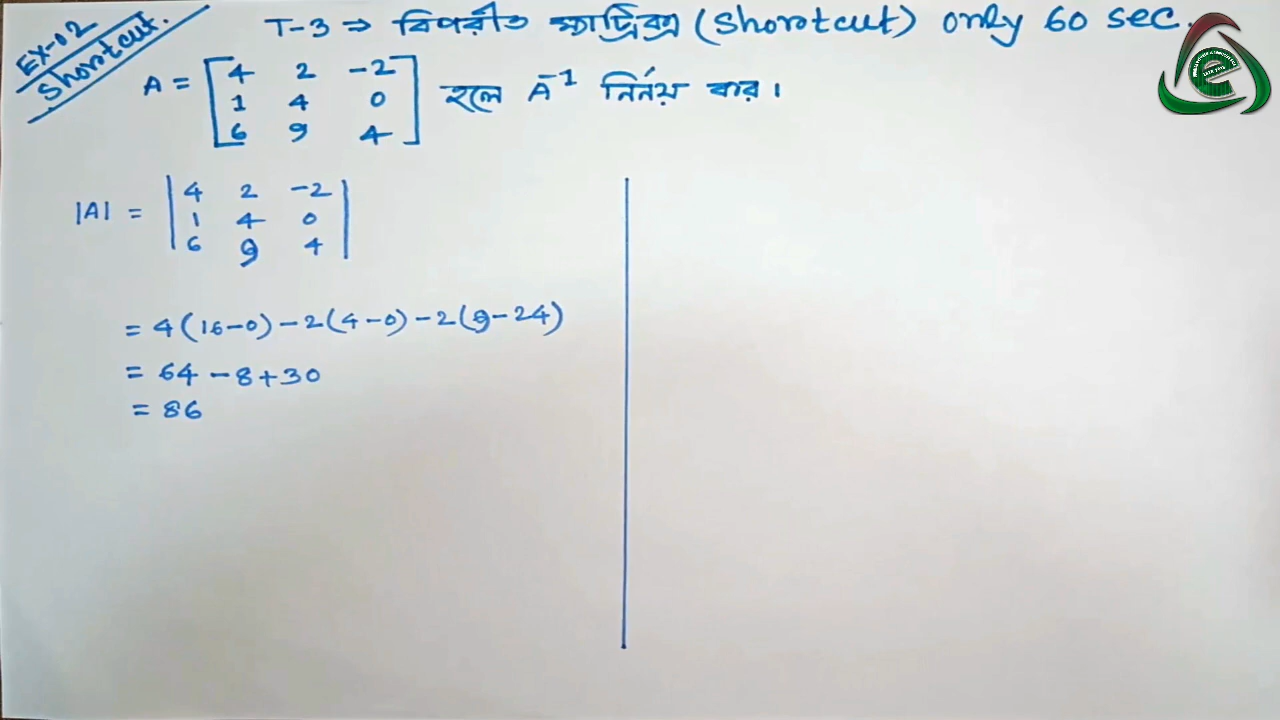 EX-02
Shortcut.
T-3 ⇒ বিপরীত ম্যাট্রিক্স (Shortcut) only 60 sec.
A = [4 2 -2
1 4 0
6 9 4] হলে A⁻¹ নির্নয় কর।
|A| = |4 2 -2|
|1 4 0|
|6 9 4|
= 4(16-0) - 2(4-0) - 2(9-24)
= 64 - 8 + 30
= 86